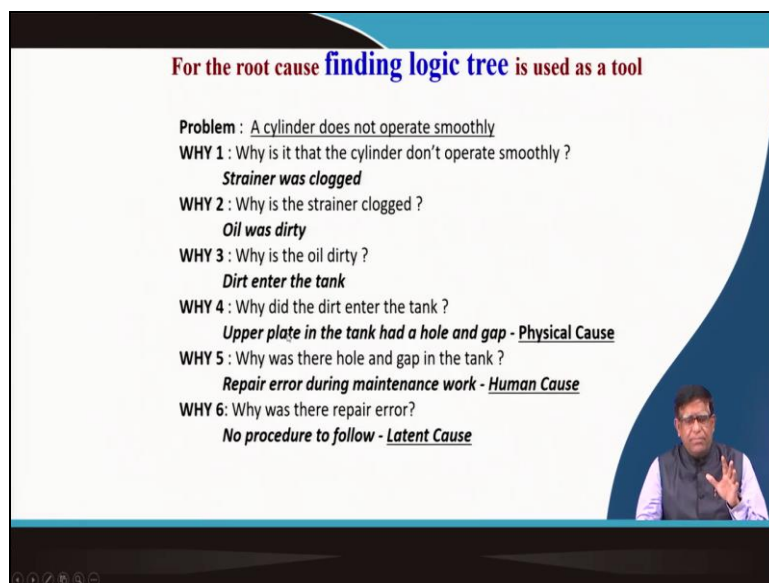 For the root cause finding logic tree is used as a tool
Problem : A cylinder does not operate smoothly
WHY 1 : Why is it that the cylinder don't operate smoothly ?
Strainer was clogged
WHY 2 : Why is the strainer clogged ?
Oil was dirty
WHY 3 : Why is the oil dirty ?
Dirt enter the tank
WHY 4 : Why did the dirt enter the tank ?
Upper plate in the tank had a hole and gap - Physical Cause
WHY 5 : Why was there hole and gap in the tank ?
Repair error during maintenance work - Human Cause
WHY 6: Why was there repair error?
No procedure to follow - Latent Cause